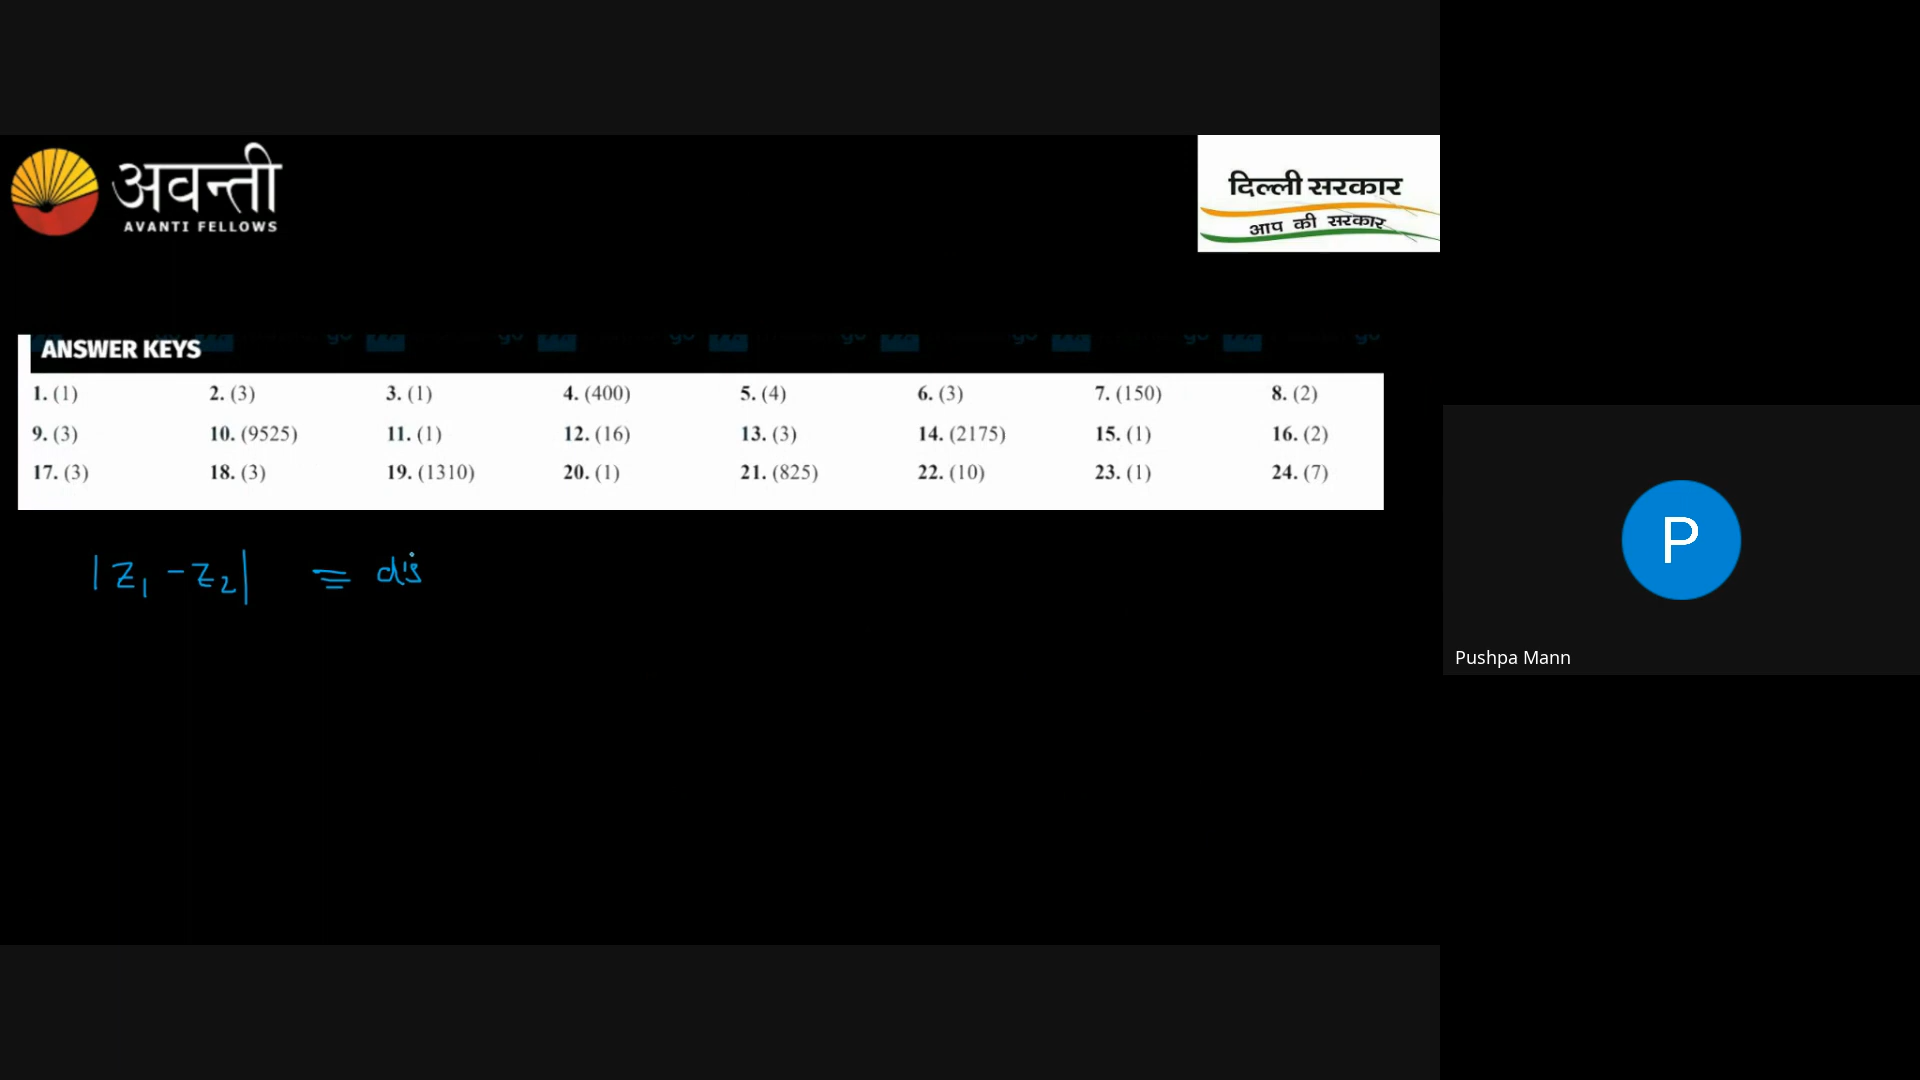 अवन्ती
AVANTI FELLOWS
दिल्ली सरकार
आप की सरकार
ANSWER KEYS
1. (1) 2. (3) 3. (1) 4. (400) 5. (4) 6. (3) 7. (150) 8. (2)
9. (3) 10. (9525) 11. (1) 12. (16) 13. (3) 14. (2175) 15. (1) 16. (2)
17. (3) 18. (3) 19. (1310) 20. (1) 21. (825) 22. (10) 23. (1) 24. (7)
|z₁ - z₂| = dis
P
Pushpa Mann